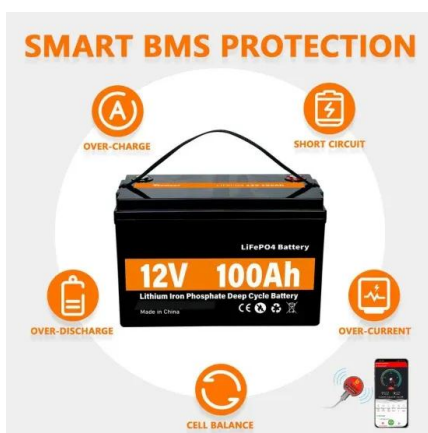 SMART BMS PROTECTION
A
OVER-CHARGE
SHORT CIRCUIT
LiFePO4 Battery
12V 100Ah
Lithium Iron Phosphate Deep Cycle Battery
Made in China
CE
OVER-DISCHARGE
OVER-CURRENT
CELL BALANCE